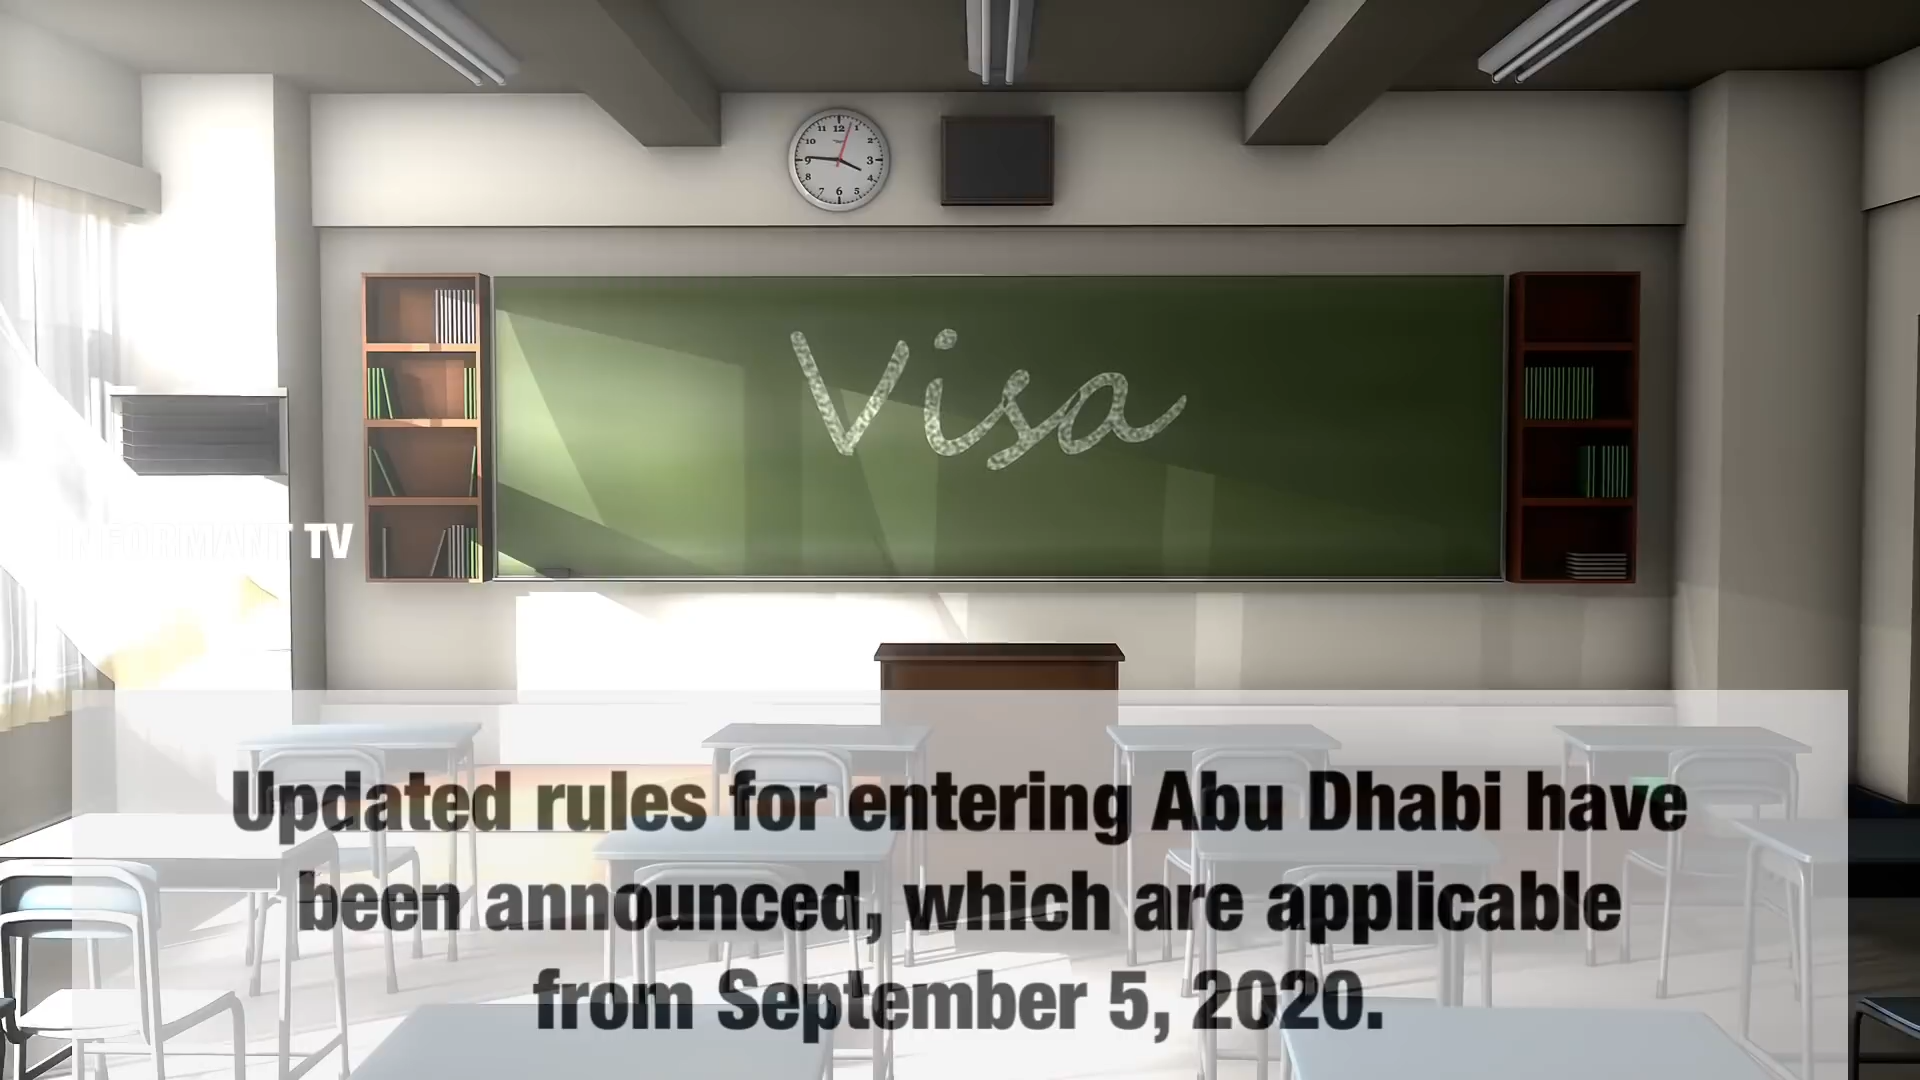 Visa
INFORMANT TV
Updated rules for entering Abu Dhabi have
been announced, which are applicable
from September 5, 2020.